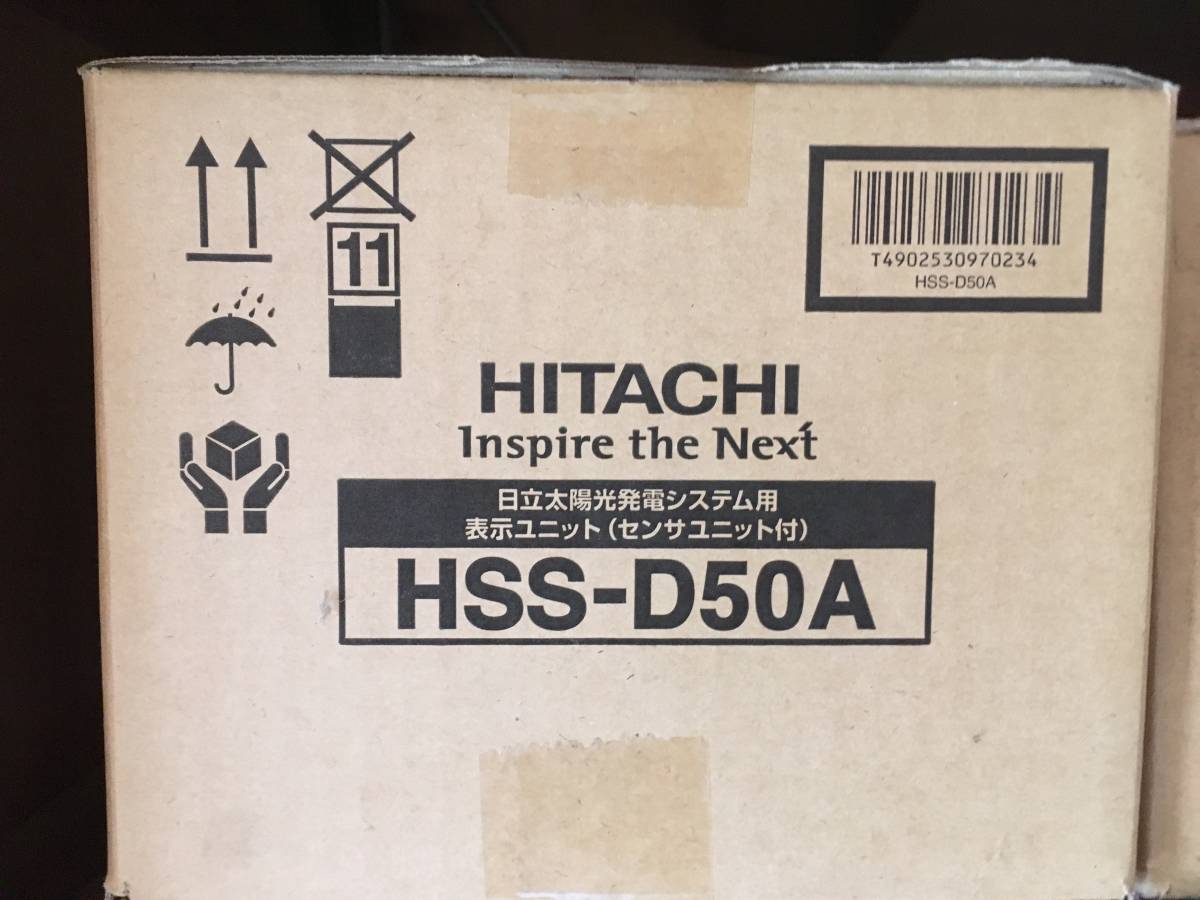 11
T4902530970234
HSS-D50A
HITACHI
Inspire the Next
日立太陽光発電システム用
表示ユニット(センサユニット付)
HSS-D50A